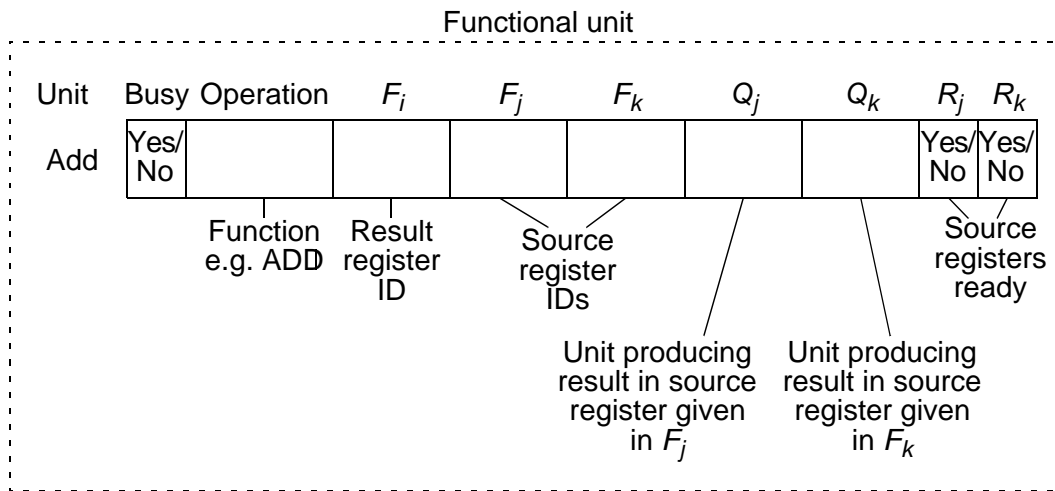 Functional unit
Unit Busy Operation Fi Fj Fk Qj Qk Rj Rk
Add
Yes/
No
Yes/
No
Yes/
No
Function
e.g. ADD
Result
register
ID
Source
register
IDs
Source
registers
ready
Unit producing
result in source
register given
in Fj
Unit producing
result in source
register given
in Fk